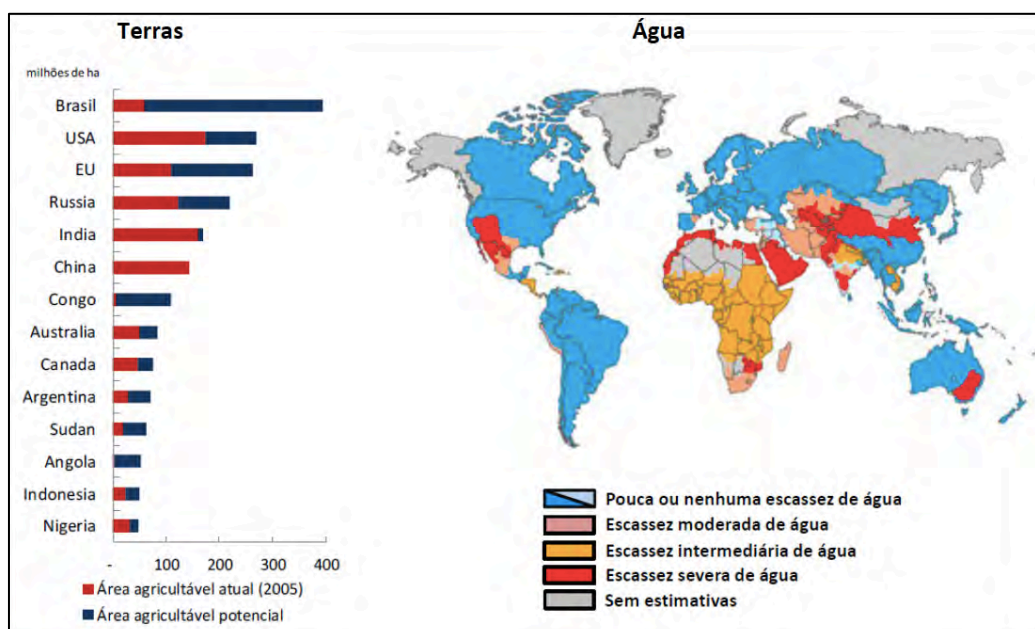 Terras
milhões de ha
Brasil
USA
EU
Russia
India
China
Congo
Australia
Canada
Argentina
Sudan
Angola
Indonesia
Nigeria
- 100 200 300 400
Área agricultável atual (2005)
Área agricultável potencial
Água
Pouca ou nenhuma escassez de água
Escassez moderada de água
Escassez intermediária de água
Escassez severa de água
Sem estimativas